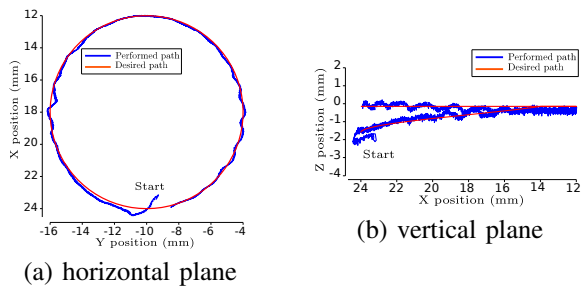 12
14
16
18
20
22
24
X position (mm)
Performed path
Desired path
Start
-16 -14 -12 -10 -8 -6 -4
Y position (mm)
(a) horizontal plane
2
1
0
-1
-2
-3
-4
Z position (mm)
Performed path
Desired path
Start
24 22 20 18 16 14 12
X position (mm)
(b) vertical plane